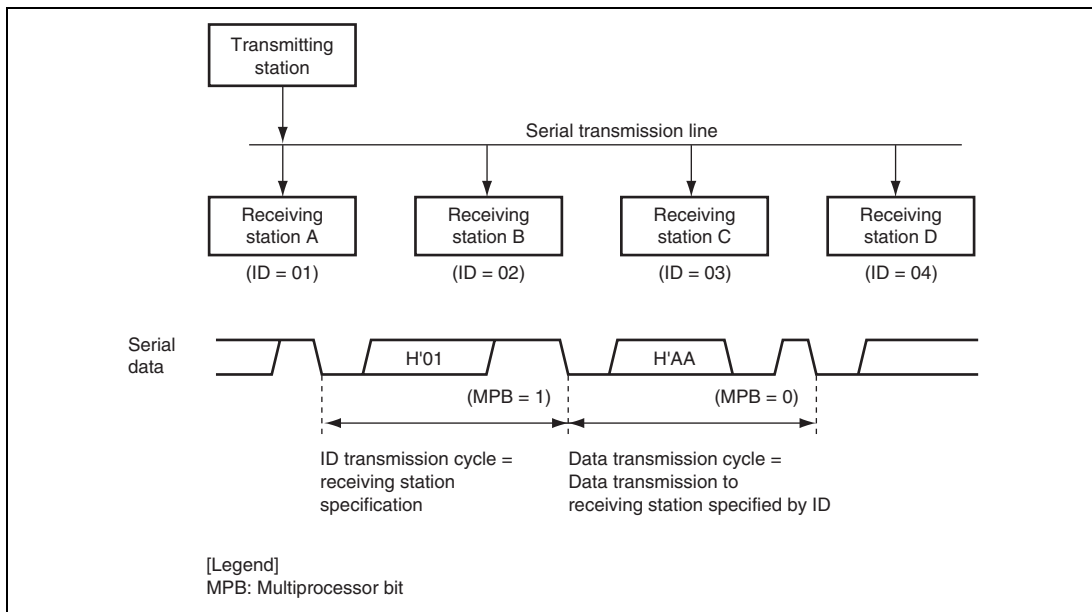 Transmitting
station
Serial transmission line
Receiving
station A
Receiving
station B
Receiving
station C
Receiving
station D
(ID = 01)
(ID = 02)
(ID = 03)
(ID = 04)
Serial
data
H'01
H'AA
(MPB = 1)
(MPB = 0)
ID transmission cycle =
receiving station
specification
Data transmission cycle =
Data transmission to
receiving station specified by ID
[Legend]
MPB: Multiprocessor bit